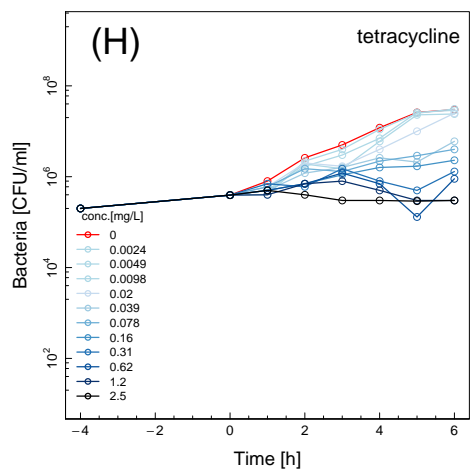 (H)
tetracycline
Bacteria [CFU/ml]
10^8
10^6
10^4
10^2
conc.[mg/L]
0
0.0024
0.0049
0.0098
0.02
0.039
0.078
0.16
0.31
0.62
1.2
2.5
−4 −2 0 2 4 6
Time [h]